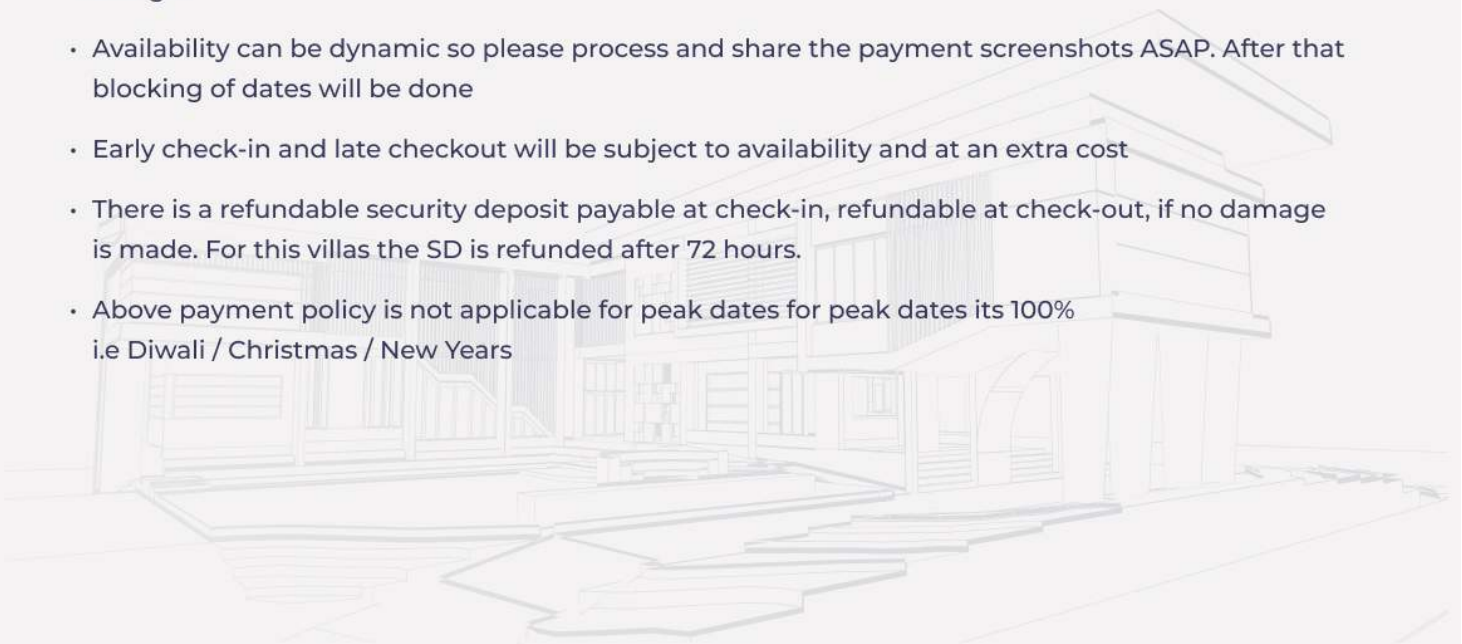 • Availability can be dynamic so please process and share the payment screenshots ASAP. After that
blocking of dates will be done
• Early check-in and late checkout will be subject to availability and at an extra cost
• There is a refundable security deposit payable at check-in, refundable at check-out, if no damage
is made. For this villas the SD is refunded after 72 hours.
• Above payment policy is not applicable for peak dates for peak dates its 100%
i.e Diwali / Christmas / New Years